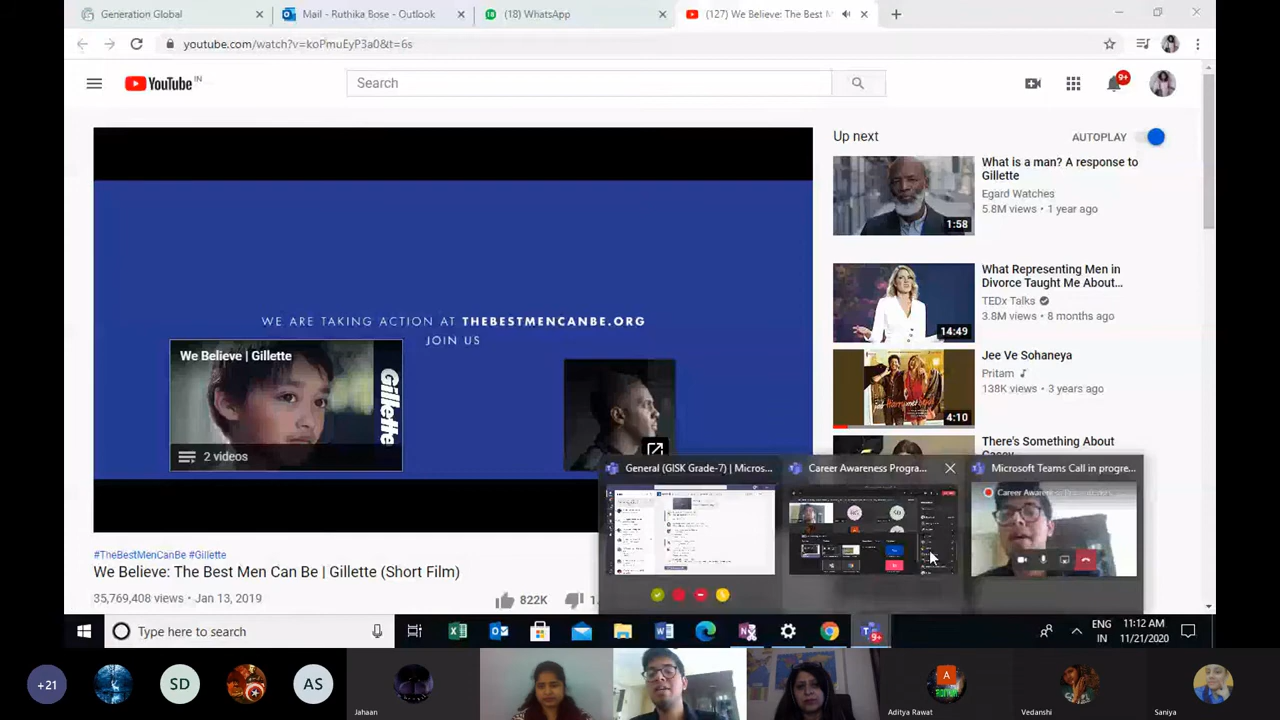 Generation Global
Mail - Ruthika Bose - Outlook
(18) WhatsApp
(127) We Believe: The Best M
youtube.com/watch?v=koPmuEyP3a0&t=6s
YouTube IN
Search
9+
Up next
AUTOPLAY
What is a man? A response to
Gillette
Egard Watches
5.8M views • 1 year ago
1:58
What Representing Men in
Divorce Taught Me About...
TEDx Talks
3.8M views • 8 months ago
14:49
Jee Ve Sohaneya
Pritam
138K views • 3 years ago
4:10
There's Something About
WE ARE TAKING ACTION AT THEBESTMENCANBE.ORG
JOIN US
We Believe | Gillette
Gillette
2 videos
General (GISK Grade-7) | Micros...
Career Awareness Progra...
Microsoft Teams Call in progre...
#TheBestMenCanBe #Gillette
We Believe: The Best Men Can Be | Gillette (Short Film)
35,769,408 views • Jan 13, 2019
822K
1
Type here to search
9+
ENG
IN
11:12 AM
11/21/2020
+21
SD
AS
Jahaan
Aditya Rawat
Vedanshi
Saniya